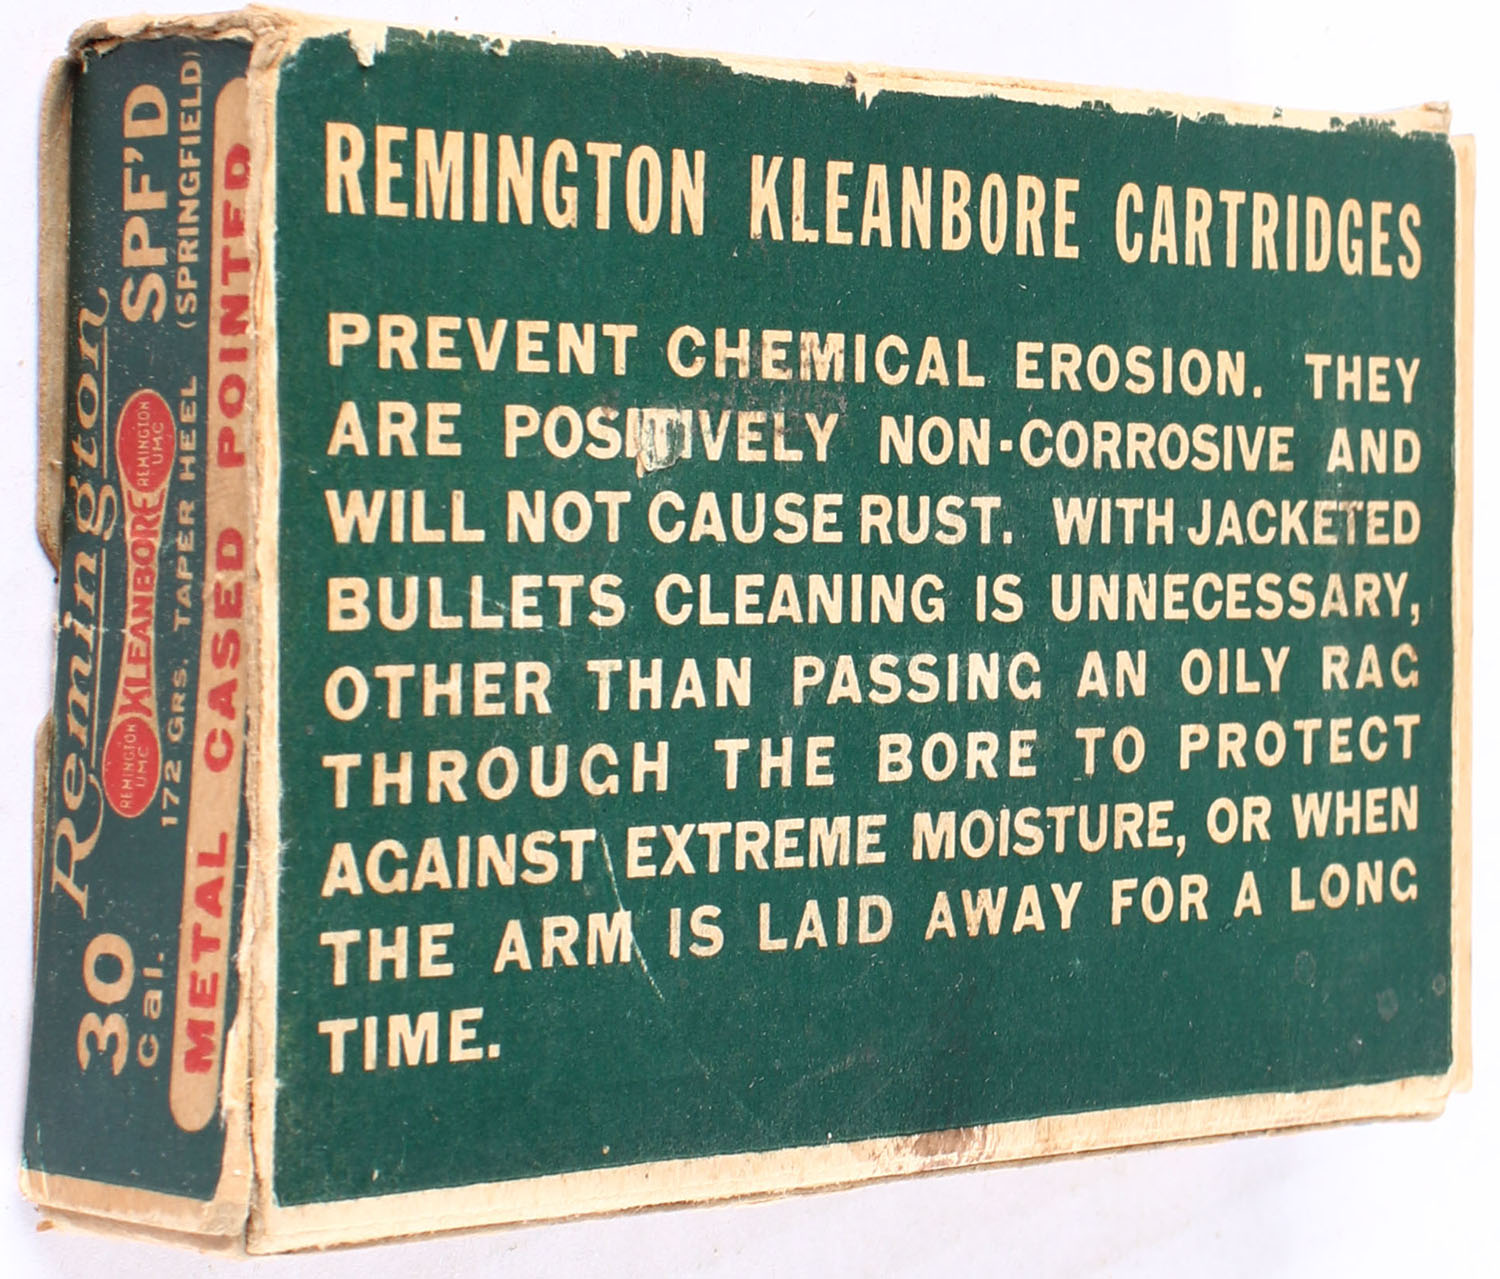 REMINGTON KLEANBORE CARTRIDGES
PREVENT CHEMICAL EROSION. THEY
ARE POSITIVELY NON-CORROSIVE AND
WILL NOT CAUSE RUST. WITH JACKETED
BULLETS CLEANING IS UNNECESSARY,
OTHER THAN PASSING AN OILY RAG
THROUGH THE BORE TO PROTECT
AGAINST EXTREME MOISTURE, OR WHEN
THE ARM IS LAID AWAY FOR A LONG
TIME.
30 Remington SPF'D
Cal. REMINGTON UMC KLEANBORE REMINGTON UMC (SPRINGFIELD)
172 GRS. TAPER HEEL
METAL CASED POINTED